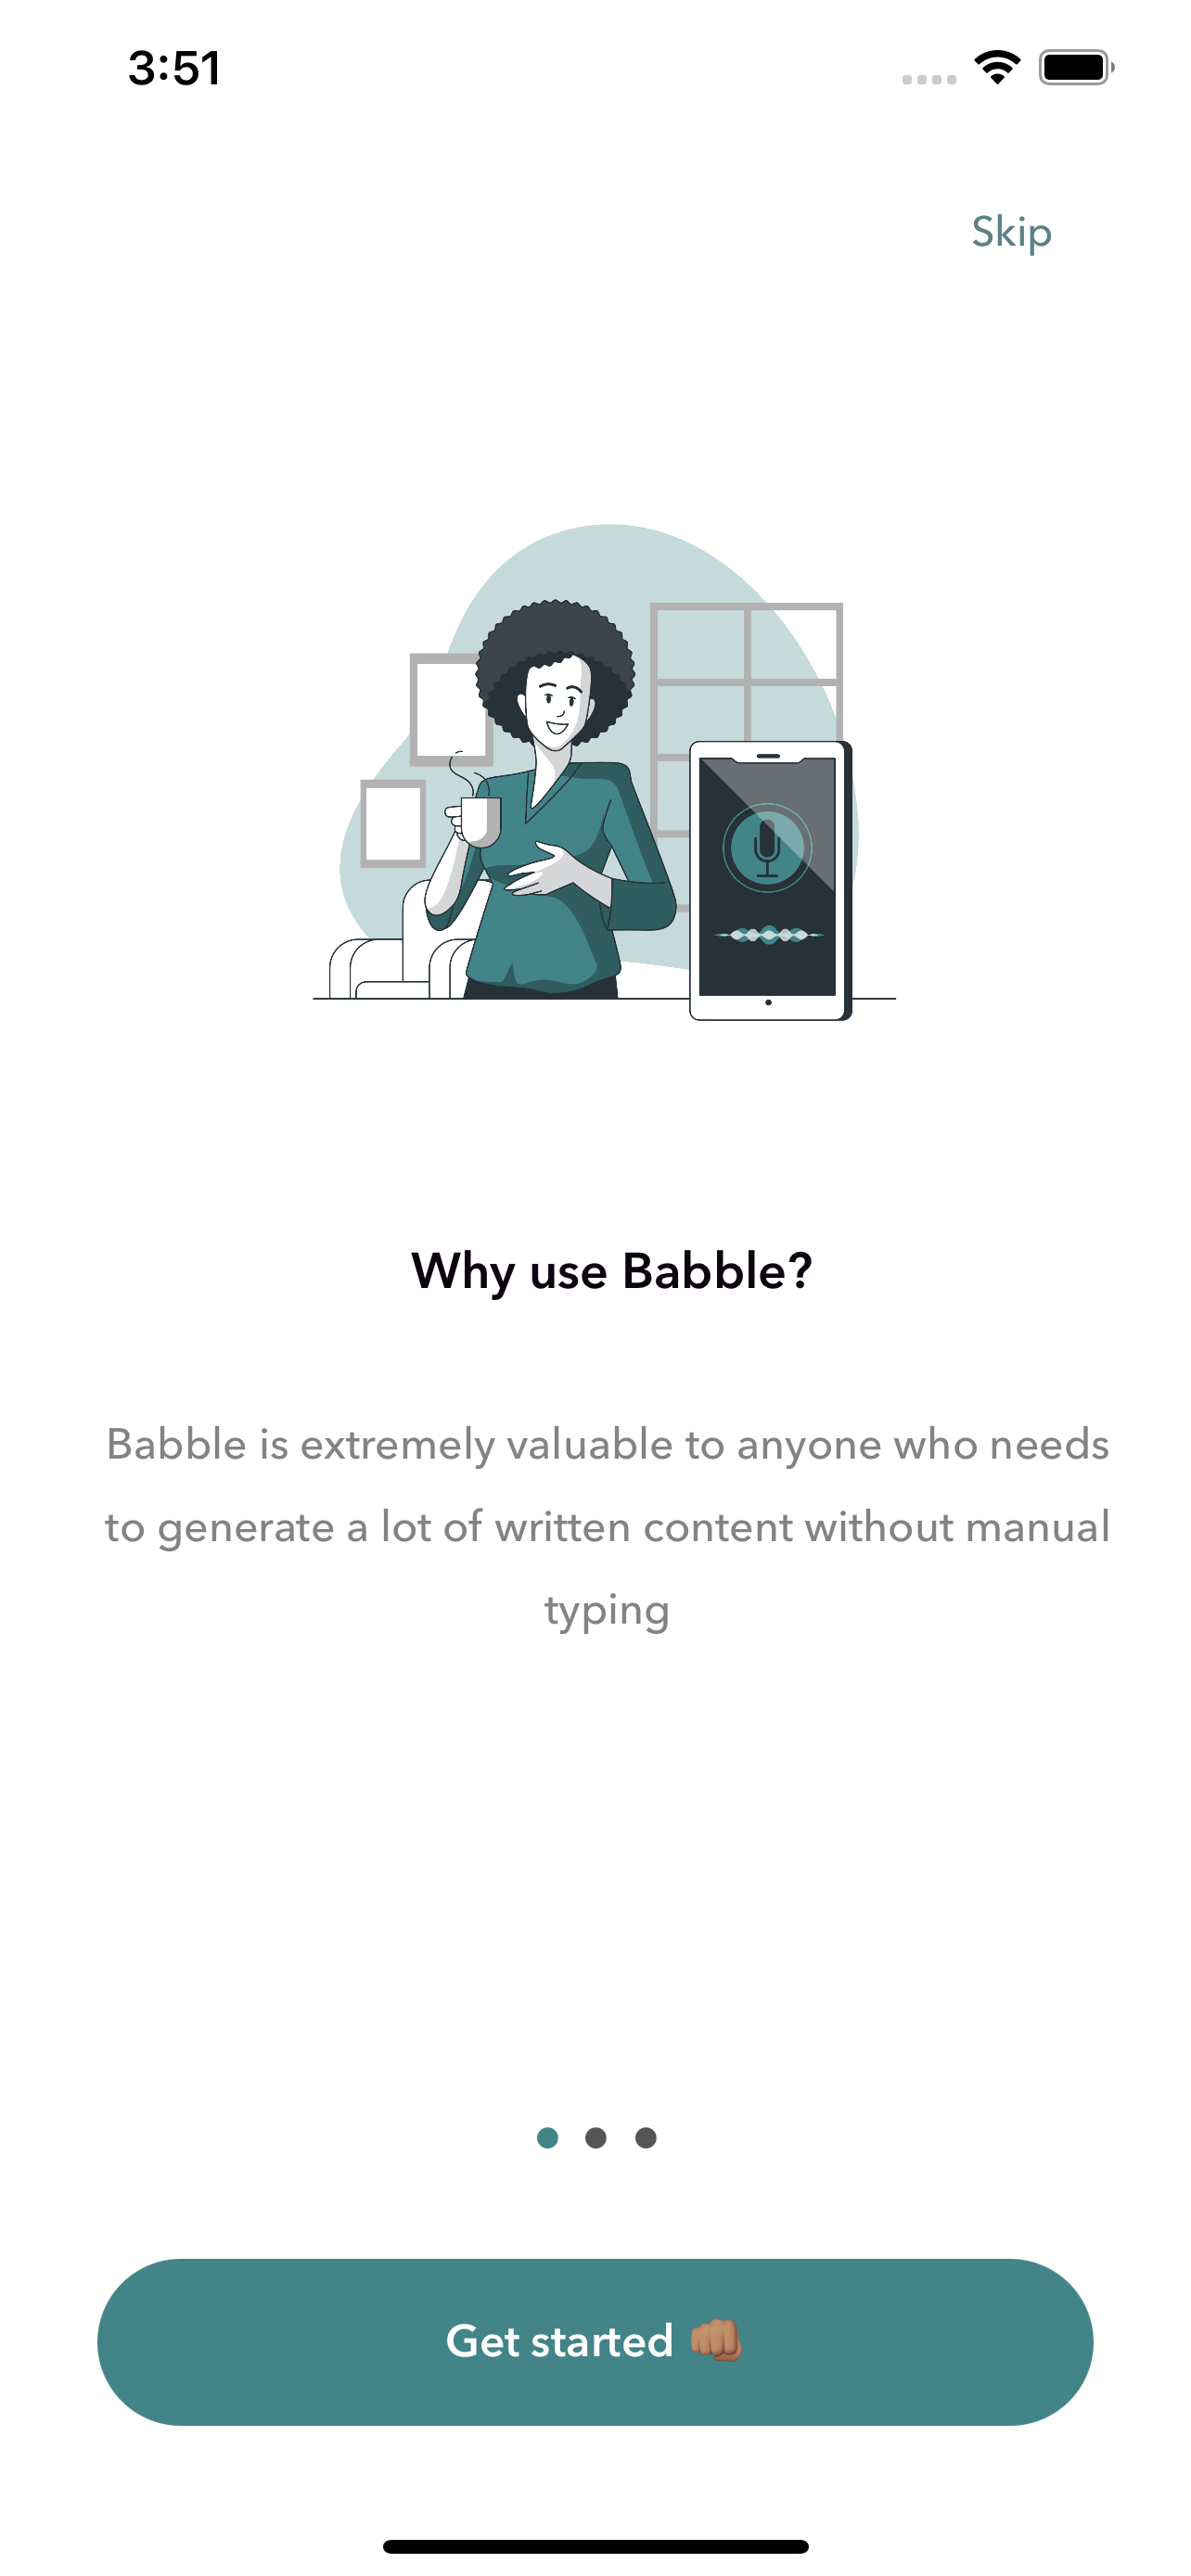 3:51
Skip
Why use Babble?
Babble is extremely valuable to anyone who needs
to generate a lot of written content without manual
typing
Get started 👊🏽